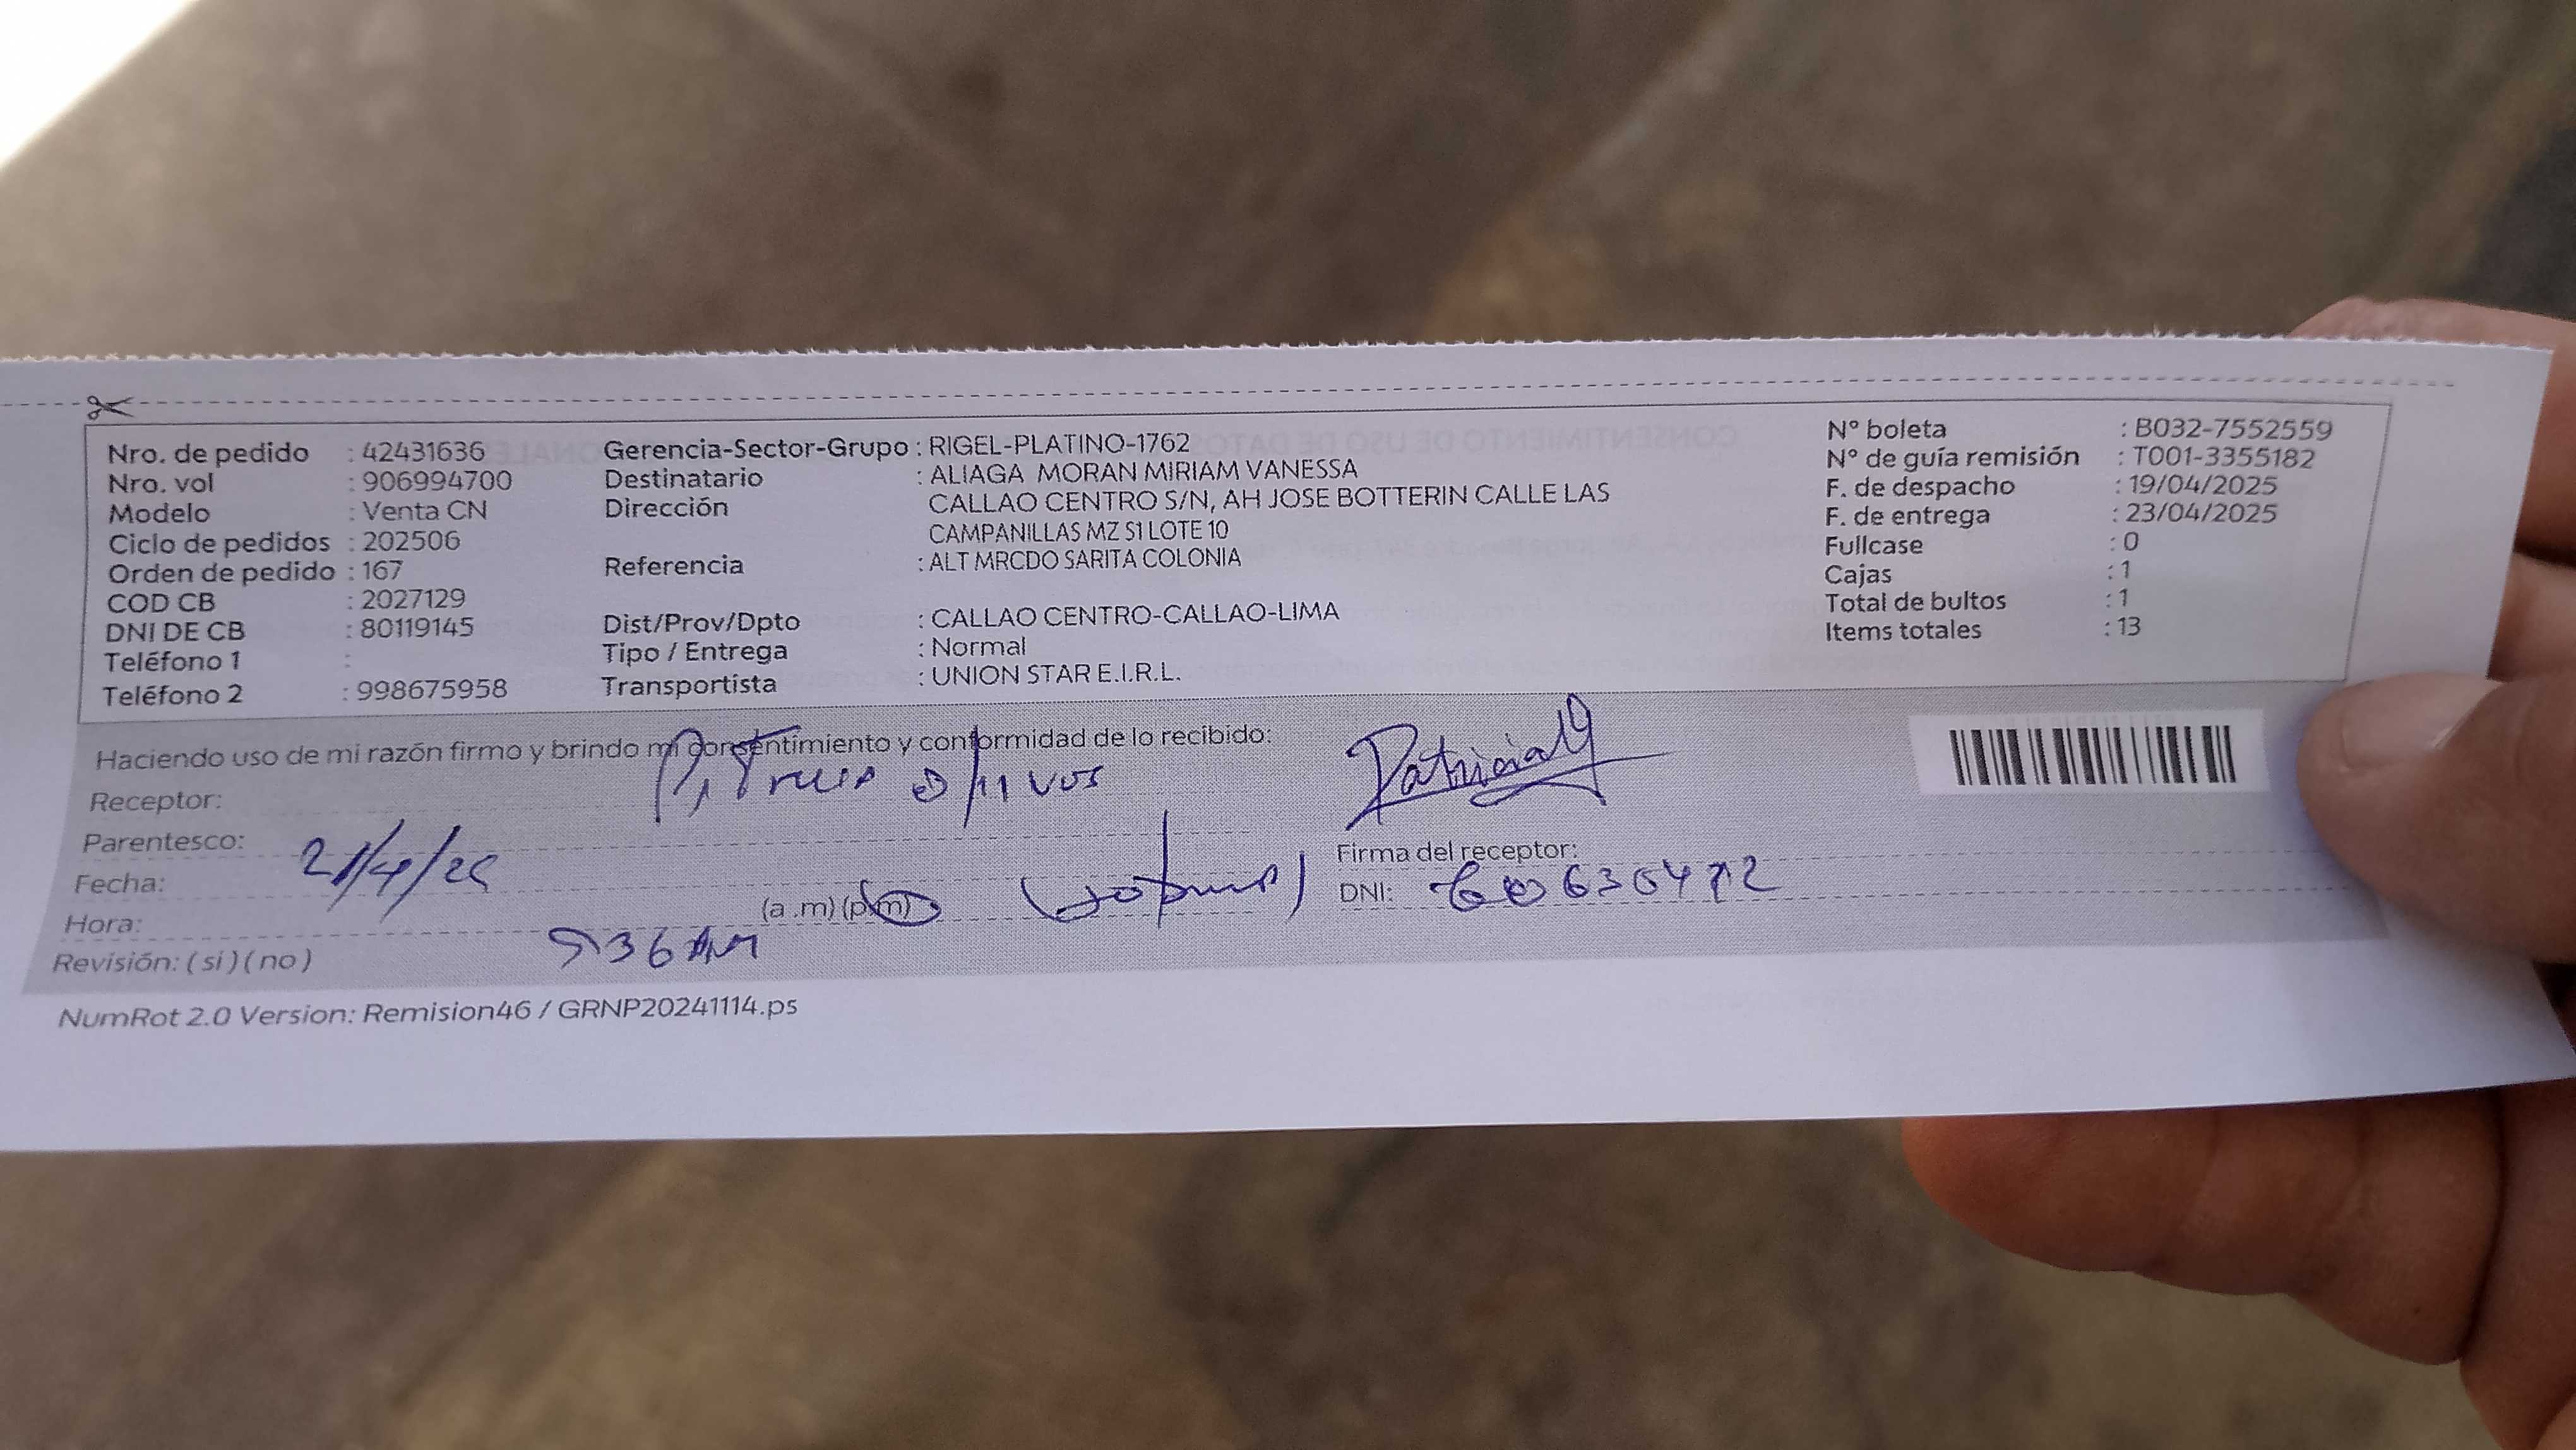 Nro. de pedido : 42431636
Nro. vol : 906994700
Modelo : Venta CN
Ciclo de pedidos : 202506
Orden de pedido : 167
COD CB : 2027129
DNI DE CB : 80119145
Teléfono 1 :
Teléfono 2 : 998675958
Gerencia-Sector-Grupo : RIGEL-PLATINO-1762
Destinatario : ALIAGA MORAN MIRIAM VANESSA
Dirección CALLAO CENTRO S/N, AH JOSE BOTTERIN CALLE LAS
CAMPANILLAS MZ S1 LOTE 10
Referencia : ALT MRCDO SARITA COLONIA
Dist/Prov/Dpto : CALLAO CENTRO-CALLAO-LIMA
Tipo / Entrega : Normal
Transportista : UNION STAR E.I.R.L.
N° boleta : B032-7552559
N° de guía remisión : T001-3355182
F. de despacho : 19/04/2025
F. de entrega : 23/04/2025
Fullcase : 0
Cajas : 1
Total de bultos : 1
Items totales : 13
Haciendo uso de mi razón firmo y brindo mi consentimiento y conformidad de lo recibido:
Receptor:
Parentesco:
Fecha: 21/4/25
Hora: (a .m) (p.m)
Revisión: ( si ) ( no ) 36 AM
Patricia
Firma del receptor:
DNI:
NumRot 2.0 Version: Remision46 / GRNP20241114.ps